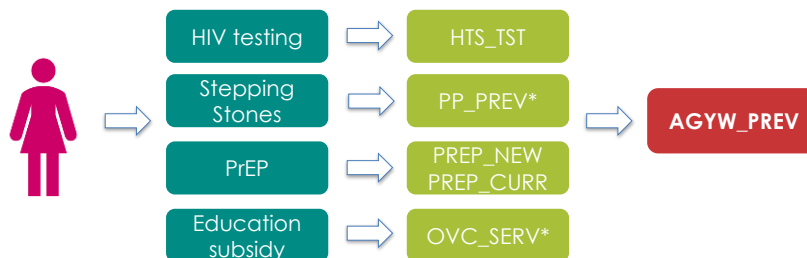 HIV testing
HTS_TST
Stepping
Stones
PP_PREV*
AGYW_PREV
PrEP
PREP_NEW
PREP_CURR
Education
subsidy
OVC_SERV*